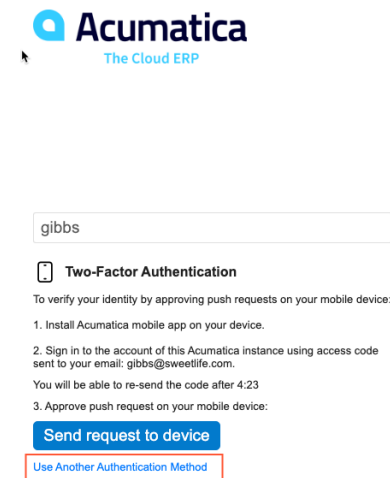 Acumatica
The Cloud ERP
gibbs
Two-Factor Authentication
To verify your identity by approving push requests on your mobile device:
1. Install Acumatica mobile app on your device.
2. Sign in to the account of this Acumatica instance using access code
sent to your email: gibbs@sweetlife.com.
You will be able to re-send the code after 4:23
3. Approve push request on your mobile device:
Send request to device
Use Another Authentication Method